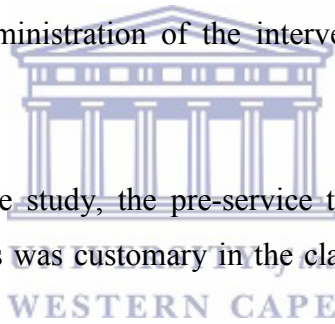 ministration of the interve
e study, the pre-service t
s was customary in the cla
UNIVERSITY of the
WESTERN CAPE